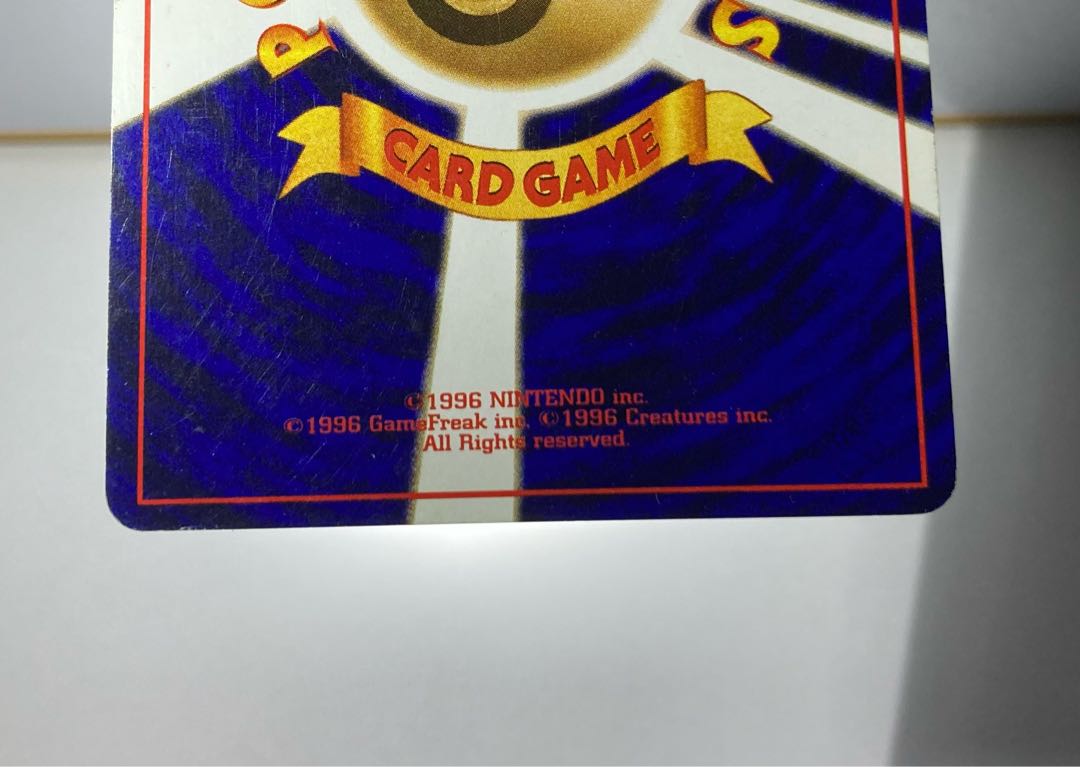 P
S
CARD GAME
©1996 NINTENDO inc.
©1996 GameFreak inc. ©1996 Creatures inc.
All Rights reserved.